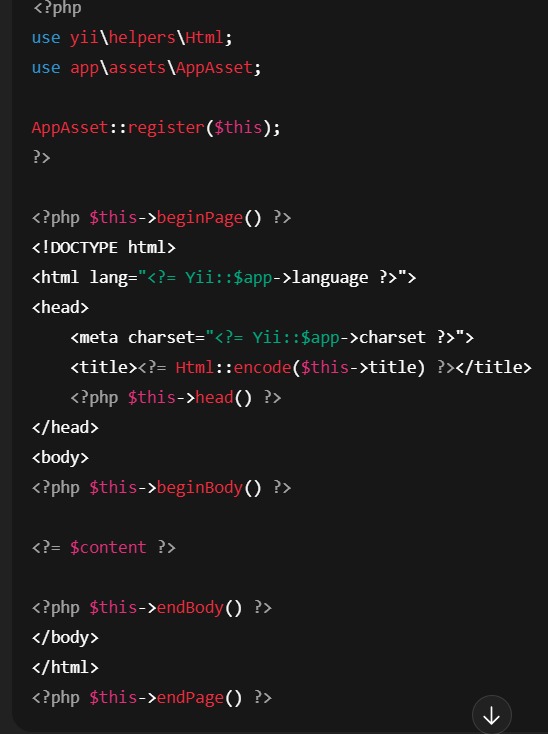 <?php
use yii\helpers\Html;
use app\assets\AppAsset;
AppAsset::register($this);
?>
<?php $this->beginPage() ?>
<!DOCTYPE html>
<html lang="<?= Yii::$app->language ?>">
<head>
<meta charset="<?= Yii::$app->charset ?>">
<title><?= Html::encode($this->title) ?></title>
<?php $this->head() ?>
</head>
<body>
<?php $this->beginBody() ?>
<?= $content ?>
<?php $this->endBody() ?>
</body>
</html>
<?php $this->endPage() ?>